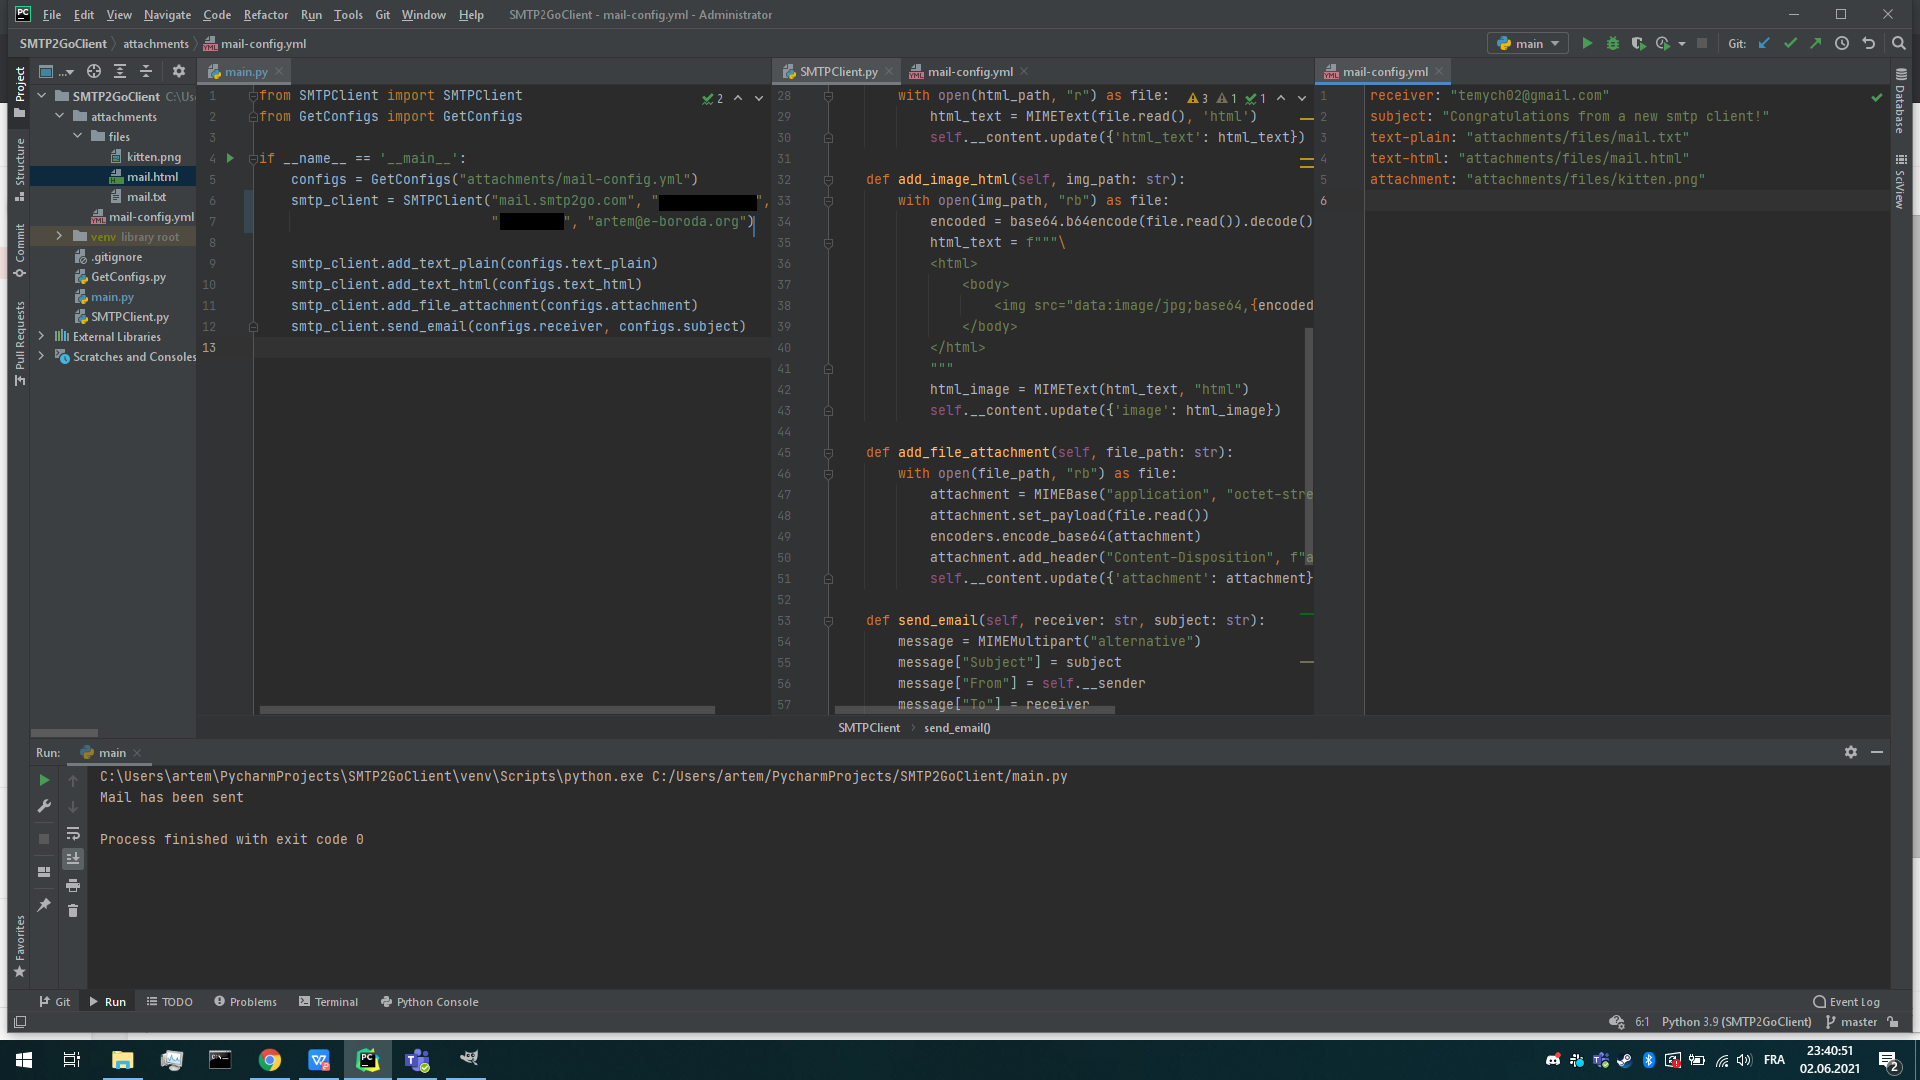 File Edit View Navigate Code Refactor Run Tools Git Window Help SMTP2GoClient - mail-config.yml - Administrator
SMTP2GoClient attachments mail-config.yml main Git:
Project
Structure
Commit
Pull Requests
Favorites
...
SMTP2GoClient C:\Us
attachments
files
kitten.png
mail.html
mail.txt
mail-config.yml
venv library root
.gitignore
GetConfigs.py
main.py
SMTPClient.py
External Libraries
Scratches and Consoles
main.py
2
1 from SMTPClient import SMTPClient
2 from GetConfigs import GetConfigs
3
4 if __name__ == '__main__':
5 configs = GetConfigs("attachments/mail-config.yml")
6 smtp_client = SMTPClient("mail.smtp2go.com", "",
7 "", "artem@e-boroda.org")
8
9 smtp_client.add_text_plain(configs.text_plain)
10 smtp_client.add_text_html(configs.text_html)
11 smtp_client.add_file_attachment(configs.attachment)
12 smtp_client.send_email(configs.receiver, configs.subject)
13
SMTPClient.py mail-config.yml
3 1 1
28 with open(html_path, "r") as file:
29 html_text = MIMEText(file.read(), 'html')
30 self.__content.update({'html_text': html_text})
31
32 def add_image_html(self, img_path: str):
33 with open(img_path, "rb") as file:
34 encoded = base64.b64encode(file.read()).decode()
35 html_text = f"""\
36 <html>
37 <body>
38 <img src="data:image/jpg;base64,{encoded
39 </body>
40 </html>
41 """
42 html_image = MIMEText(html_text, "html")
43 self.__content.update({'image': html_image})
44
45 def add_file_attachment(self, file_path: str):
46 with open(file_path, "rb") as file:
47 attachment = MIMEBase("application", "octet-stre
48 attachment.set_payload(file.read())
49 encoders.encode_base64(attachment)
50 attachment.add_header("Content-Disposition", f"a
51 self.__content.update({'attachment': attachment}
52
53 def send_email(self, receiver: str, subject: str):
54 message = MIMEMultipart("alternative")
55 message["Subject"] = subject
56 message["From"] = self.__sender
57 message["To"] = receiver
SMTPClient send_email()
mail-config.yml
1 receiver: "temych02@gmail.com"
2 subject: "Congratulations from a new smtp client!"
3 text-plain: "attachments/files/mail.txt"
4 text-html: "attachments/files/mail.html"
5 attachment: "attachments/files/kitten.png"
6
Database
SciView
Run: main
C:\Users\artem\PycharmProjects\SMTP2GoClient\venv\Scripts\python.exe C:/Users/artem/PycharmProjects/SMTP2GoClient/main.py
Mail has been sent
Process finished with exit code 0
Git Run TODO Problems Terminal Python Console Event Log
6:1 Python 3.9 (SMTP2GoClient) master
FRA 23:40:51
02.06.2021
2